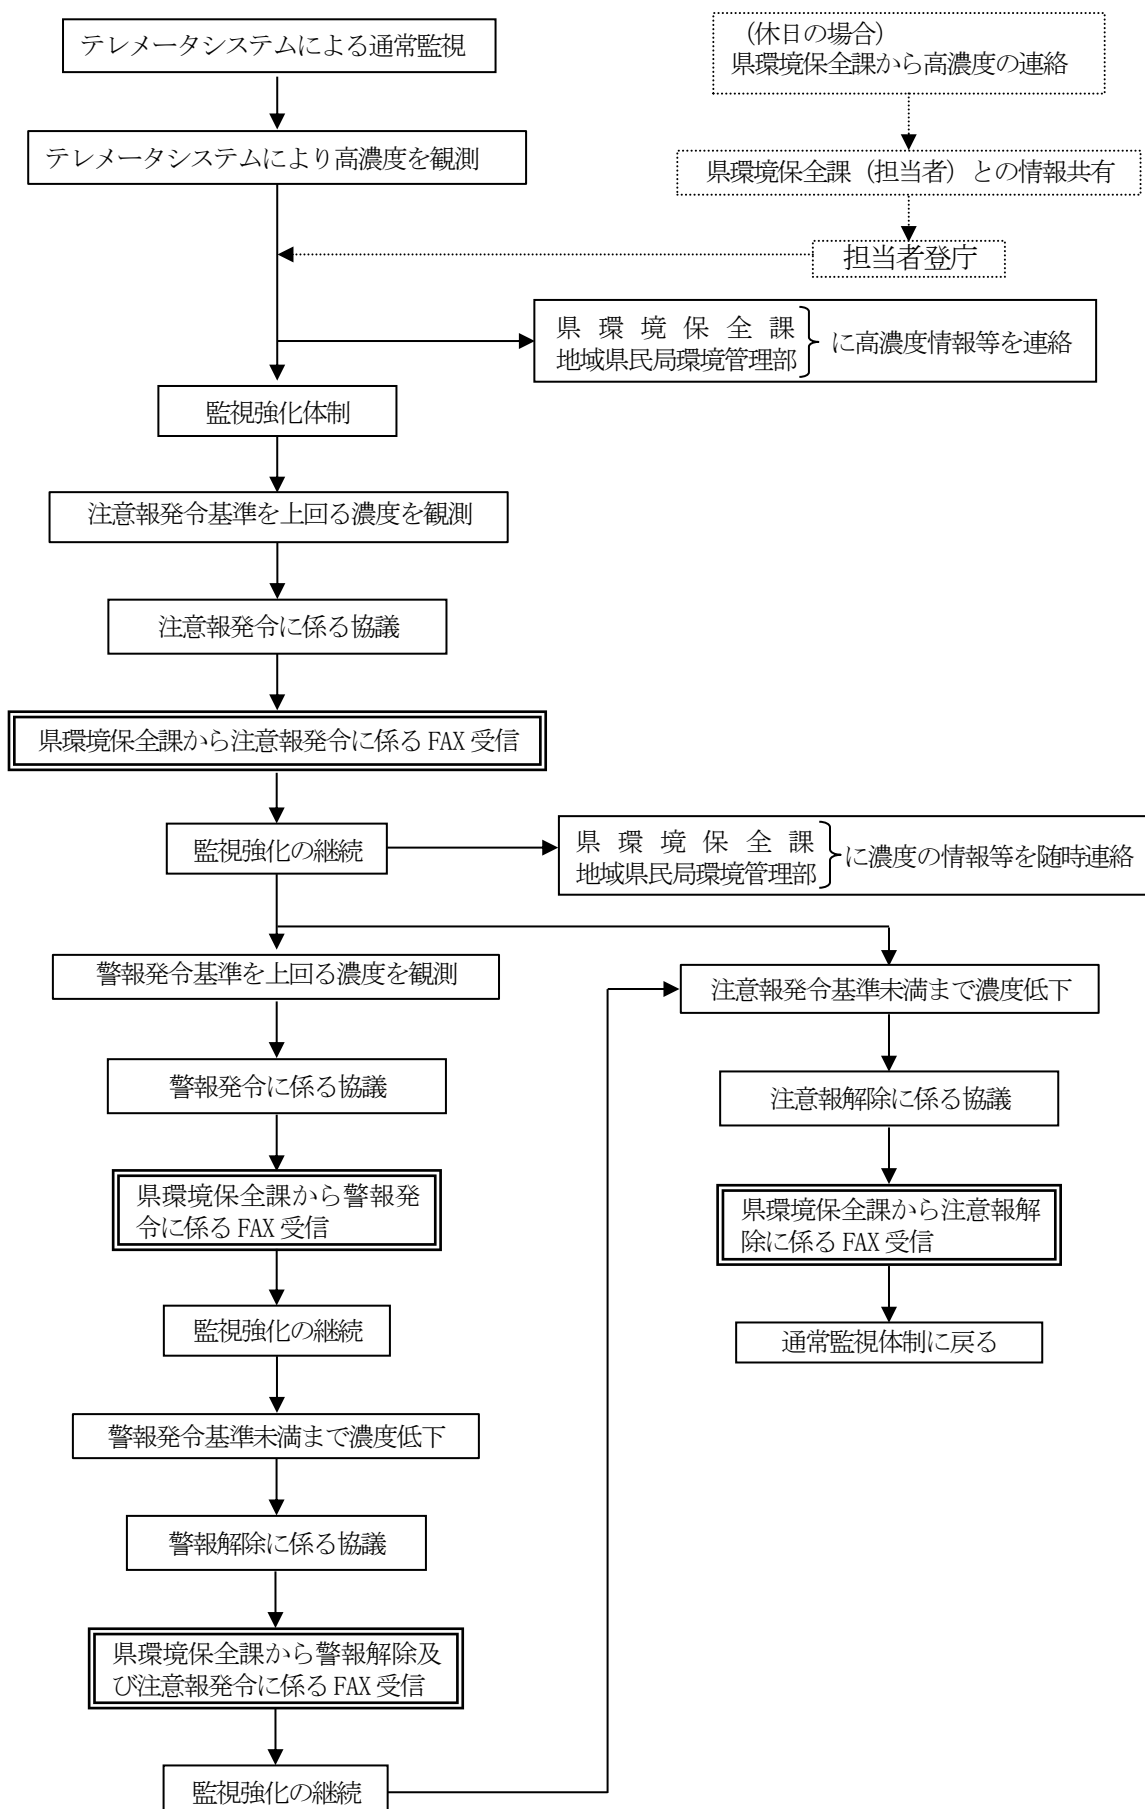 テレメータシステムによる通常監視
(休日の場合)
県環境保全課から高濃度の連絡
テレメータシステムにより高濃度を観測
県環境保全課(担当者)との情報共有
担当者登庁
県環境保全課
地域県民局環境管理部
に高濃度情報等を連絡
監視強化体制
注意報発令基準を上回る濃度を観測
注意報発令に係る協議
県環境保全課から注意報発令に係る FAX 受信
監視強化の継続
県環境保全課
地域県民局環境管理部
に濃度の情報等を随時連絡
警報発令基準を上回る濃度を観測
注意報発令基準未満まで濃度低下
警報発令に係る協議
注意報解除に係る協議
県環境保全課から警報発
令に係る FAX 受信
県環境保全課から注意報解
除に係る FAX 受信
監視強化の継続
通常監視体制に戻る
警報発令基準未満まで濃度低下
警報解除に係る協議
県環境保全課から警報解除及
び注意報発令に係る FAX 受信
監視強化の継続